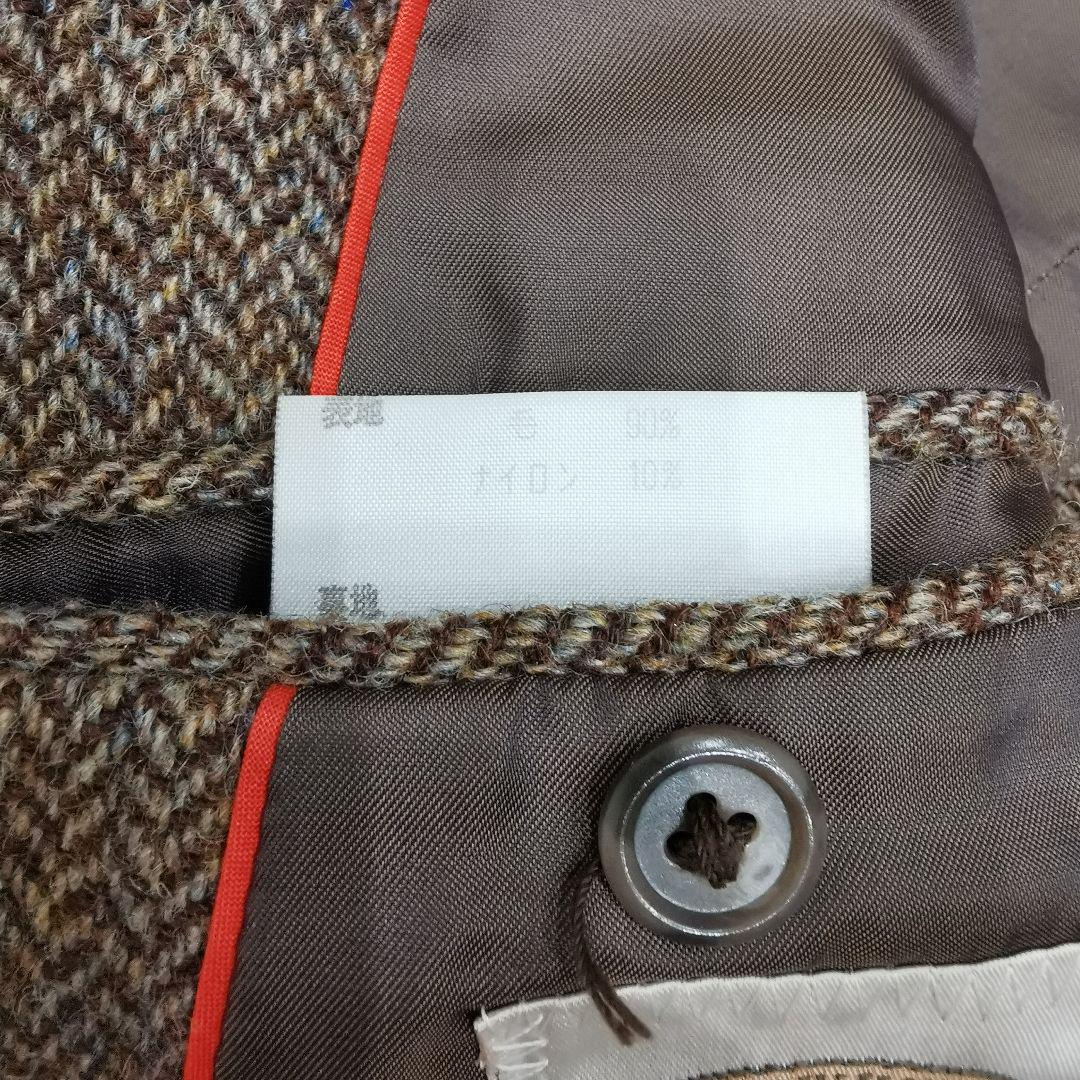 表地 毛 90%
ナイロン 10%
裏地